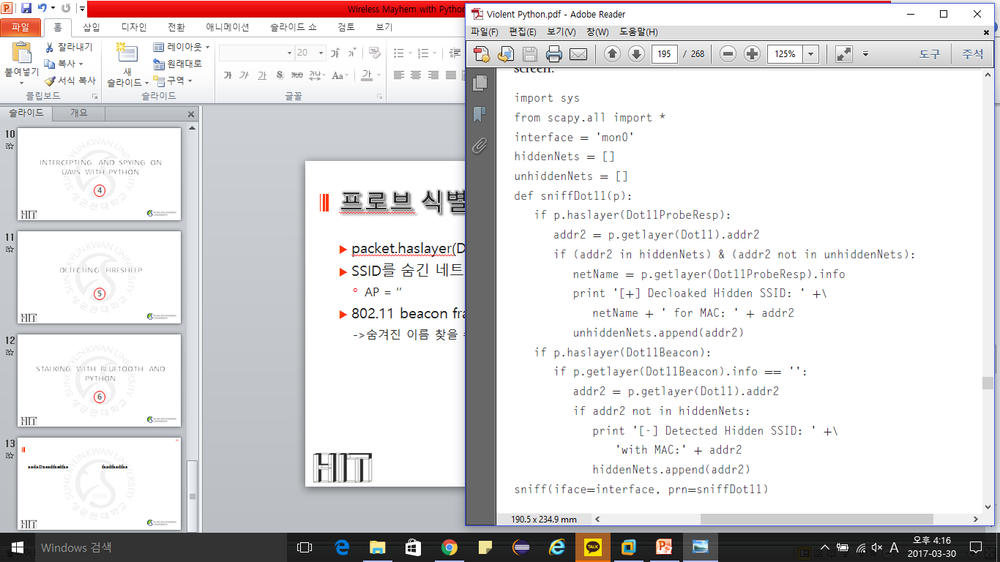 Wireless Mayhem with Pytho
파일
홈
삽입
디자인
전환
애니메이션
슬라이드 쇼
검토
보기
붙여넣기
잘라내기
복사
서식 복사
클립보드
새
슬라이드
레이아웃
원래대로
구역
슬라이드
20
가
가
가
가
가
S
가나
Aa
가
글꼴
슬라이드
개요
10
INTERCEPTING AND SPYING ON
UAVS WITH PYTHON
4
HIT
11
DETECTING FIRESHEEP
5
HIT
12
STALKING WITH BLUETOOTH AND
PYTHON
6
HIT
13
HIT
프로브 식별
packet.haslayer(D
SSID를 숨긴 네트
AP = ''
802.11 beacon fra
->숨겨진 이름 찾을
HIT
Violent Python.pdf - Adobe Reader
파일(F)
편집(E)
보기(V)
창(W)
도움말(H)
195 / 268
125%
도구
주석
screen.
import sys
from scapy.all import *
interface = 'mon0'
hiddenNets = []
unhiddenNets = []
def sniffDot11(p):
if p.haslayer(Dot11ProbeResp):
addr2 = p.getlayer(Dot11).addr2
if (addr2 in hiddenNets) & (addr2 not in unhiddenNets):
netName = p.getlayer(Dot11ProbeResp).info
print '[+] Decloaked Hidden SSID: ' +\
netName + ' for MAC: ' + addr2
unhiddenNets.append(addr2)
if p.haslayer(Dot11Beacon):
if p.getlayer(Dot11Beacon).info == '':
addr2 = p.getlayer(Dot11).addr2
if addr2 not in hiddenNets:
print '[-] Detected Hidden SSID: ' +\
'with MAC:' + addr2
hiddenNets.append(addr2)
sniff(iface=interface, prn=sniffDot11)
190.5 x 234.9 mm
Windows 검색
TALK
A
오후 4:16
2017-03-30